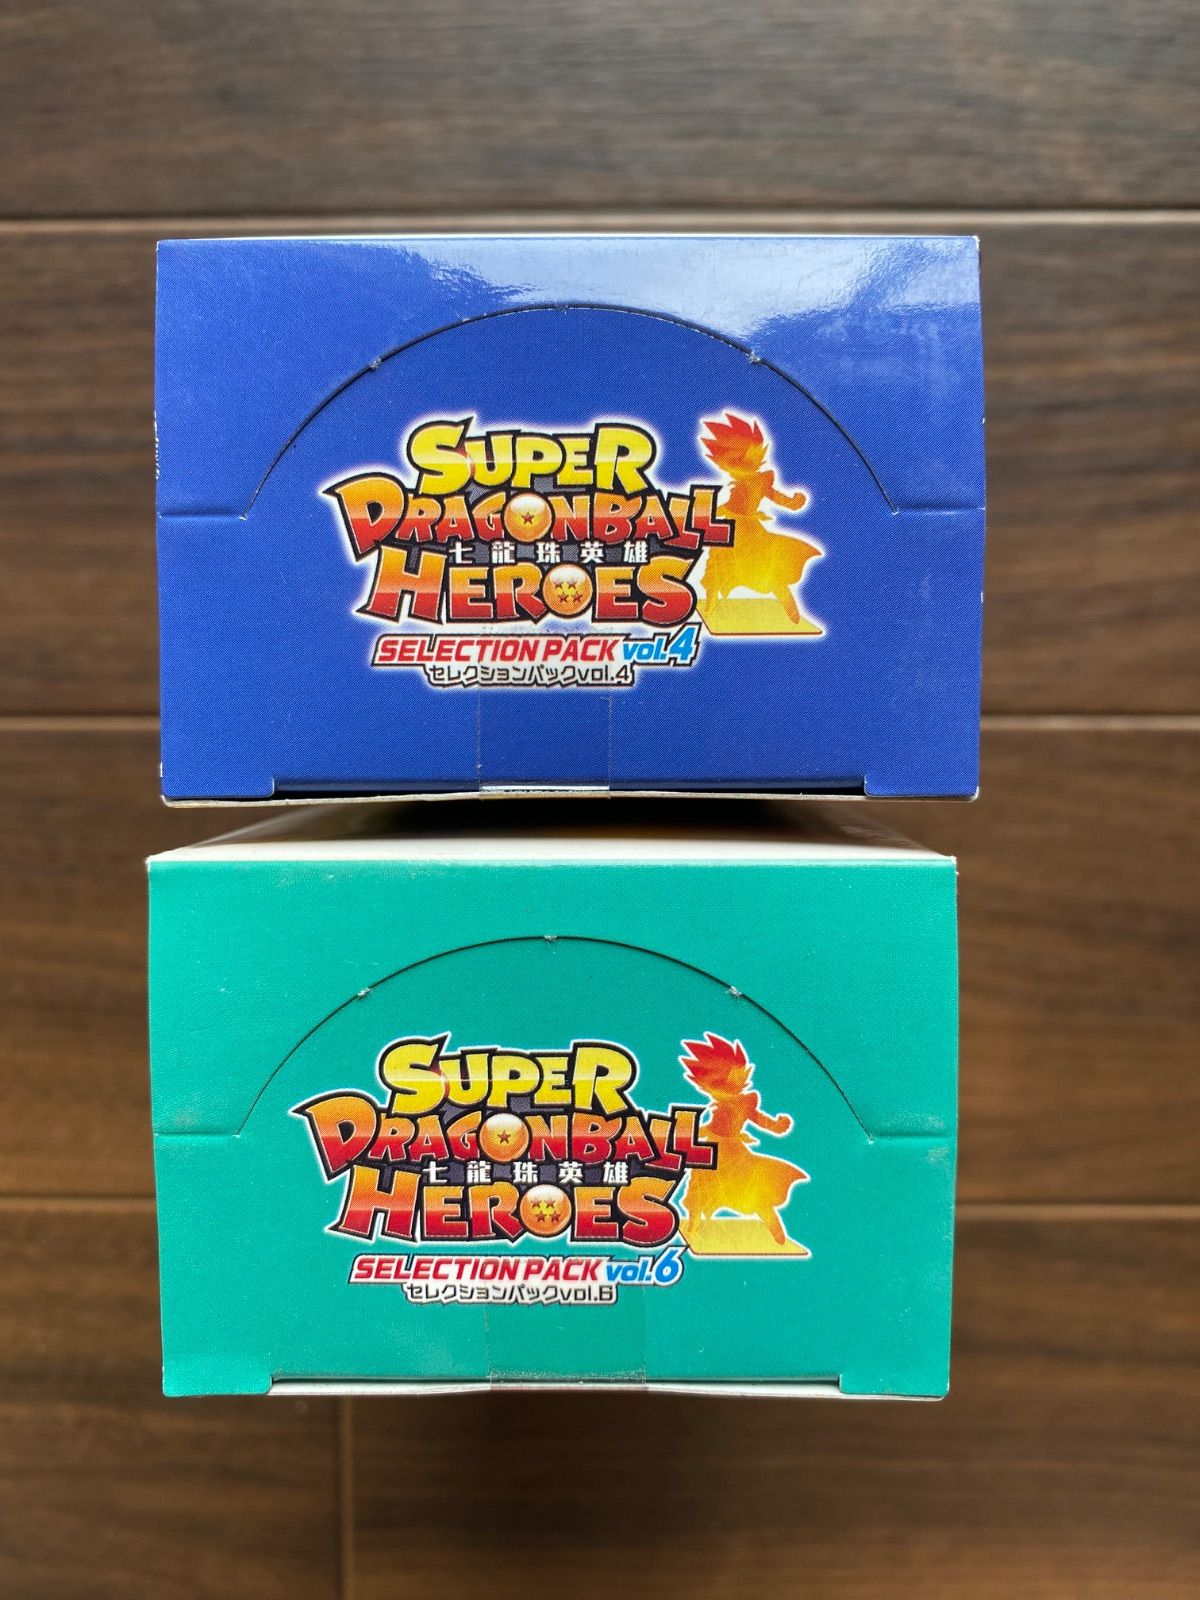 SUPER
DRAGONBALL
七龍珠英雄
HEROES
SELECTION PACK vol.4
セレクションパックvol.4
SUPER
DRAGONBALL
七龍珠英雄
HEROES
SELECTION PACK vol.6
セレクションパックvol.6